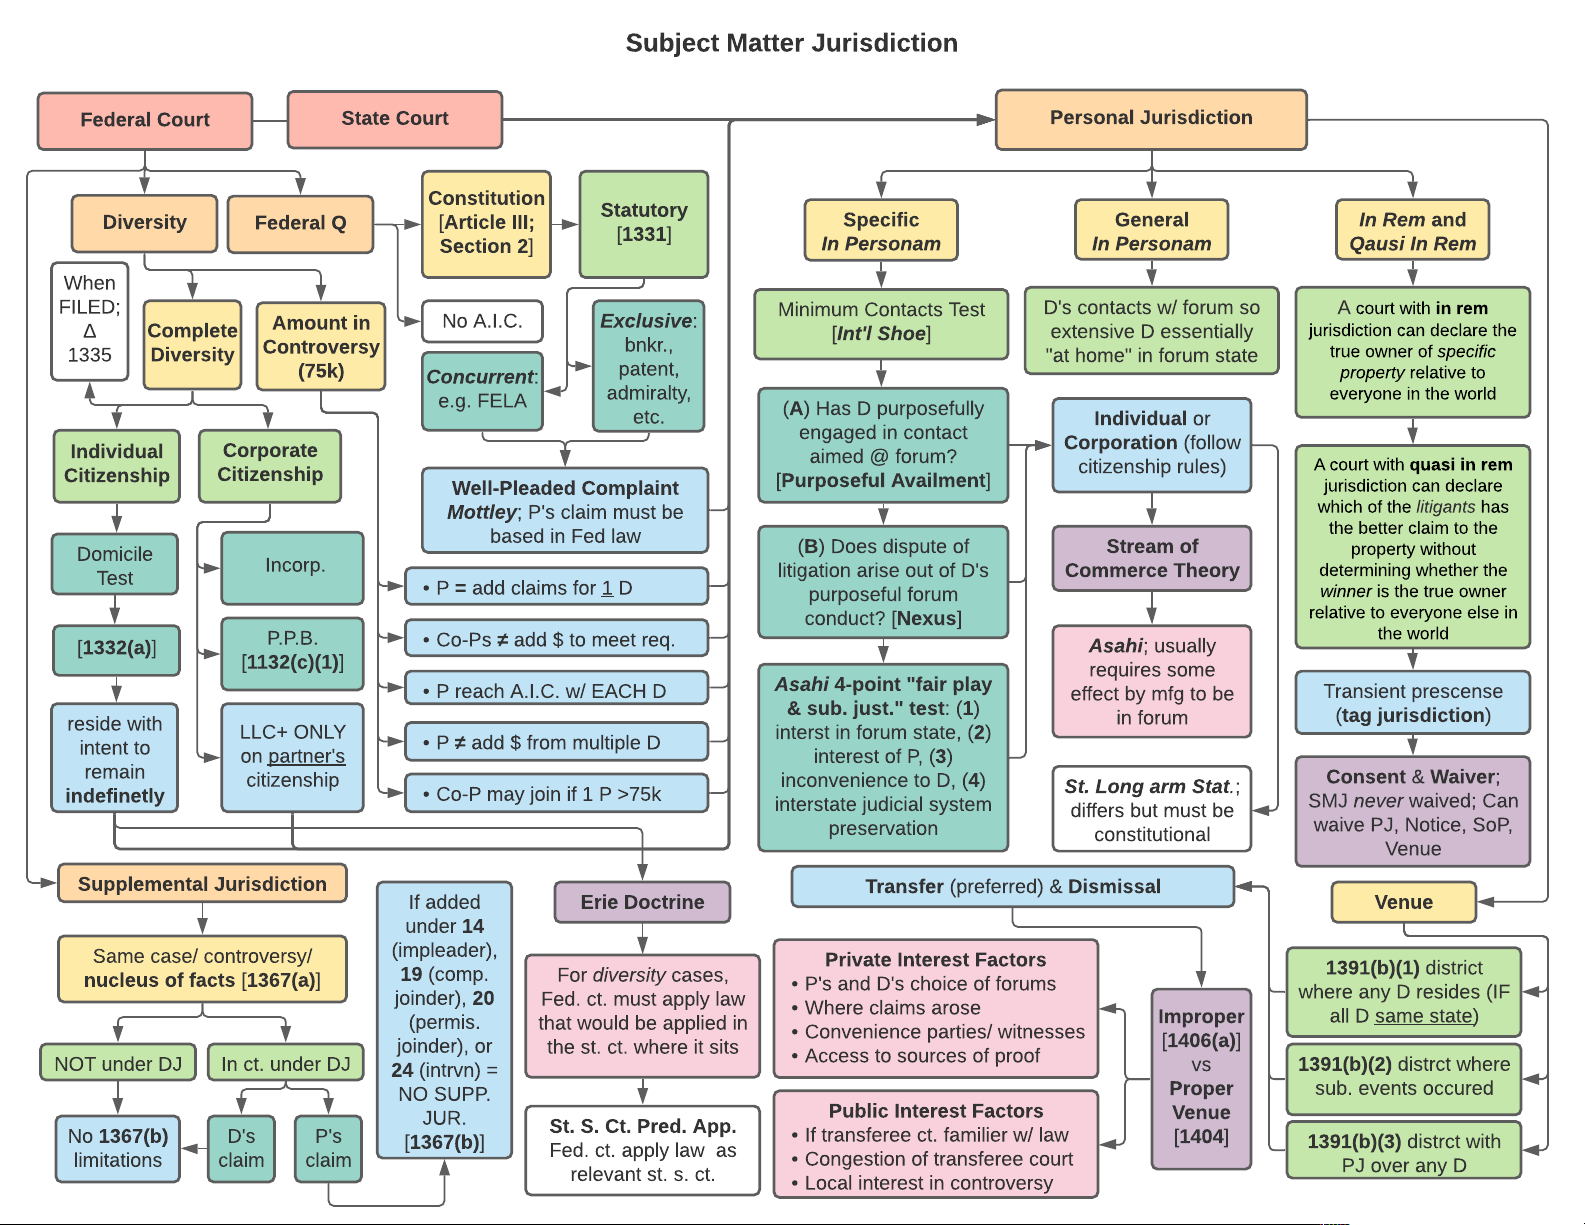 Subject Matter Jurisdiction
Federal Court
State Court
Personal Jurisdiction
Diversity
Federal Q
Constitution
[Article III;
Section 2]
Statutory
[1331]
When
FILED;
Δ
1335
Complete
Diversity
Amount in
Controversy
(75k)
No A.I.C.
Concurrent:
e.g. FELA
Exclusive:
bnkr.,
patent,
admiralty,
etc.
Individual
Citizenship
Corporate
Citizenship
Well-Pleaded Complaint
Mottley; P's claim must be
based in Fed law
Domicile
Test
[1332(a)]
reside with
intent to
remain
indefinetly
Incorp.
P.P.B.
[1132(c)(1)]
LLC+ ONLY
on partner's
citizenship
• P = add claims for 1 D
• Co-Ps ≠ add $ to meet req.
• P reach A.I.C. w/ EACH D
• P ≠ add $ from multiple D
• Co-P may join if 1 P >75k
Specific
In Personam
Minimum Contacts Test
[Int'l Shoe]
(A) Has D purposefully
engaged in contact
aimed @ forum?
[Purposeful Availment]
(B) Does dispute of
litigation arise out of D's
purposeful forum
conduct? [Nexus]
Asahi 4-point "fair play
& sub. just." test: (1)
interst in forum state, (2)
interest of P, (3)
inconvenience to D, (4)
interstate judicial system
preservation
General
In Personam
D's contacts w/ forum so
extensive D essentially
"at home" in forum state
Individual or
Corporation (follow
citizenship rules)
Stream of
Commerce Theory
Asahi; usually
requires some
effect by mfg to be
in forum
St. Long arm Stat.;
differs but must be
constitutional
In Rem and
Qausi In Rem
A court with in rem
jurisdiction can declare the
true owner of specific
property relative to
everyone in the world
A court with quasi in rem
jurisdiction can declare
which of the litigants has
the better claim to the
property without
determining whether the
winner is the true owner
relative to everyone else in
the world
Transient prescense
(tag jurisdiction)
Consent & Waiver;
SMJ never waived; Can
waive PJ, Notice, SoP,
Venue
Supplemental Jurisdiction
Same case/ controversy/
nucleus of facts [1367(a)]
NOT under DJ
In ct. under DJ
No 1367(b)
limitations
D's
claim
P's
claim
If added
under 14
(impleader),
19 (comp.
joinder), 20
(permis.
joinder), or
24 (intrvn) =
NO SUPP.
JUR.
[1367(b)]
Erie Doctrine
For diversity cases,
Fed. ct. must apply law
that would be applied in
the st. ct. where it sits
St. S. Ct. Pred. App.
Fed. ct. apply law as
relevant st. s. ct.
Transfer (preferred) & Dismissal
Private Interest Factors
• P's and D's choice of forums
• Where claims arose
• Convenience parties/ witnesses
• Access to sources of proof
Public Interest Factors
• If transferee ct. familier w/ law
• Congestion of transferee court
• Local interest in controversy
Improper
[1406(a)]
vs
Proper
Venue
[1404]
Venue
1391(b)(1) district
where any D resides (IF
all D same state)
1391(b)(2) distrct where
sub. events occured
1391(b)(3) distrct with
PJ over any D